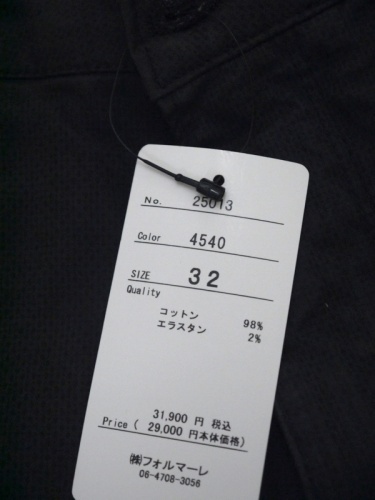 No. 25013
Color 4540
SIZE 32
Quality
コットン 98%
エラスタン 2%
31,900 円 税込
Price ( 29,000 円本体価格)
㈱フォルマーレ
06-4708-3056